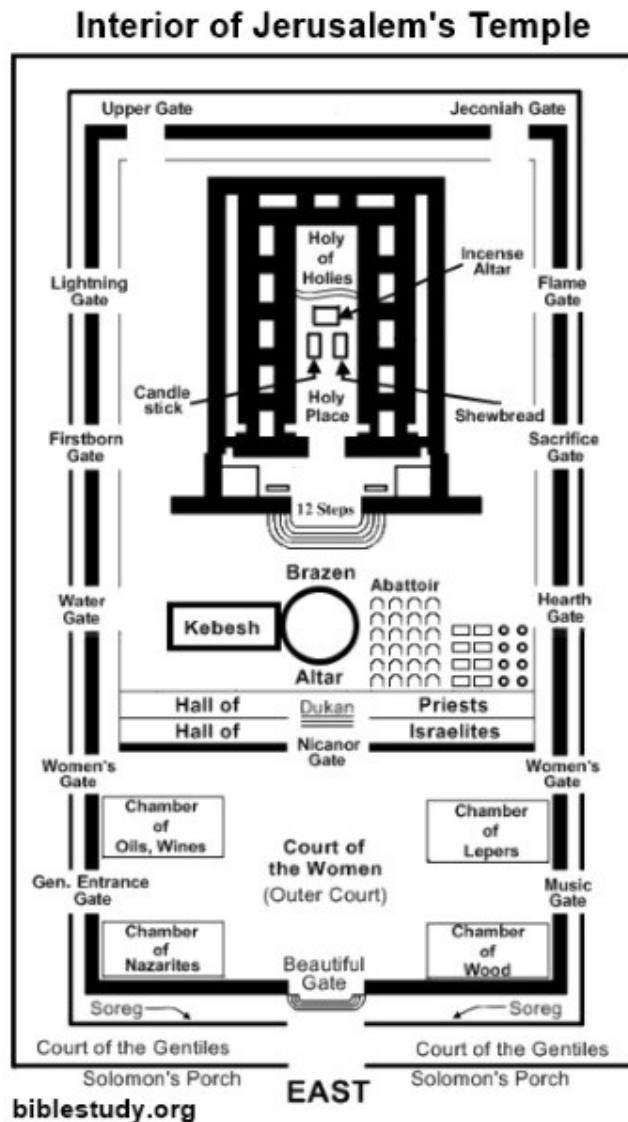 Interior of Jerusalem's Temple
Upper Gate
Jeconiah Gate
Holy
of
Holies
Incense
Altar
Lightning
Gate
Flame
Gate
Candle
stick
Holy
Place
Shewbread
Firstborn
Gate
Sacrifice
Gate
12 Steps
Brazen
Altar
Kebesh
Abattoir
Water
Gate
Hearth
Gate
Hall of
Dukan
Priests
Hall of
Israelites
Nicanor
Gate
Women's
Gate
Women's
Gate
Chamber
of
Oils, Wines
Chamber
of
Lepers
Court of
the Women
(Outer Court)
Gen. Entrance
Gate
Music
Gate
Chamber
of
Nazarites
Chamber
of
Wood
Beautiful
Gate
Soreg
Soreg
Court of the Gentiles
Court of the Gentiles
Solomon's Porch
EAST
Solomon's Porch
biblestudy.org